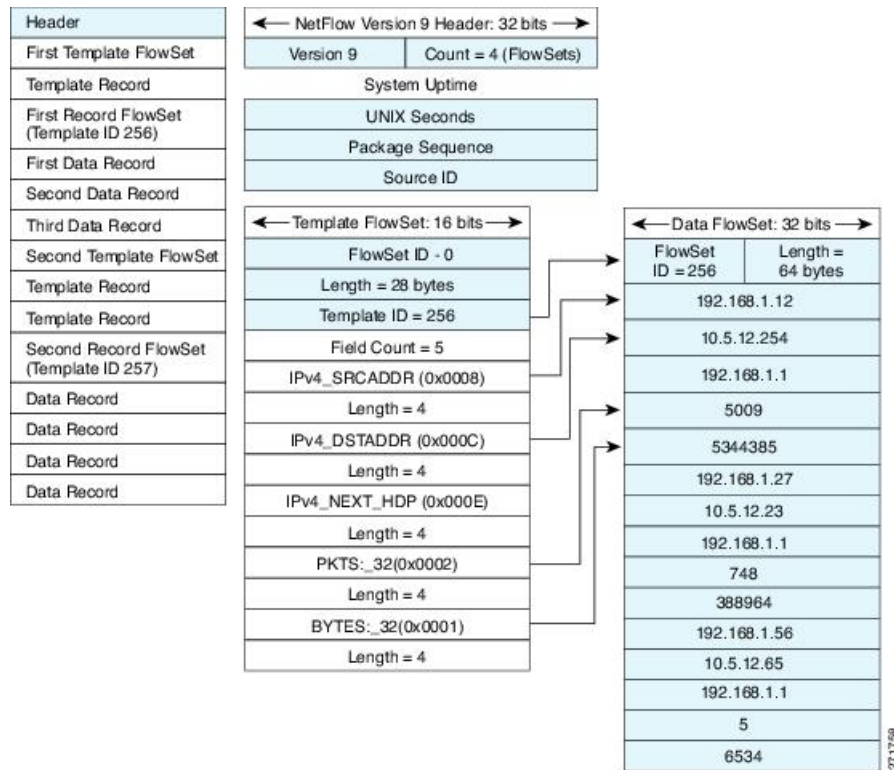 Header
First Template FlowSet
Template Record
First Record FlowSet
(Template ID 256)
First Data Record
Second Data Record
Third Data Record
Second Template FlowSet
Template Record
Template Record
Second Record FlowSet
(Template ID 257)
Data Record
Data Record
Data Record
Data Record
NetFlow Version 9 Header: 32 bits
Version 9
Count = 4 (FlowSets)
System Uptime
UNIX Seconds
Package Sequence
Source ID
Template FlowSet: 16 bits
FlowSet ID - 0
Length = 28 bytes
Template ID = 256
Field Count = 5
IPv4_SRCADDR (0x0008)
Length = 4
IPv4_DSTADDR (0x000C)
Length = 4
IPv4_NEXT_HDP (0x000E)
Length = 4
PKTS:_32(0x0002)
Length = 4
BYTES:_32(0x0001)
Length = 4
Data FlowSet: 32 bits
FlowSet
ID = 256
Length =
64 bytes
192.168.1.12
10.5.12.254
192.168.1.1
5009
5344385
192.168.1.27
10.5.12.23
192.168.1.1
748
388964
192.168.1.56
10.5.12.65
192.168.1.1
5
6534
271759